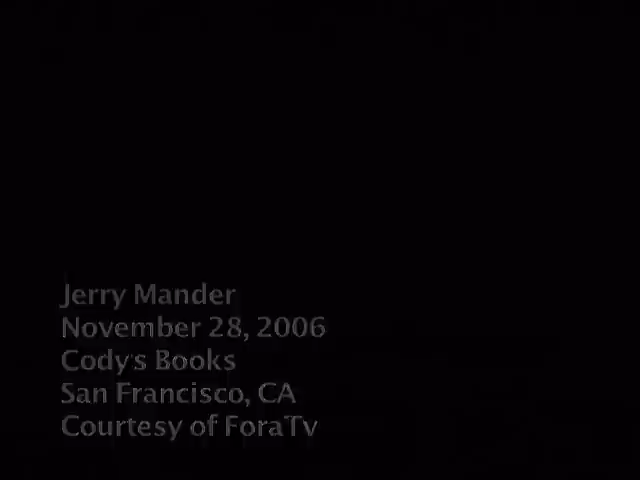 Jerry Mander
November 28, 2006
Cody's Books
San Francisco, CA
Courtesy of ForaTv